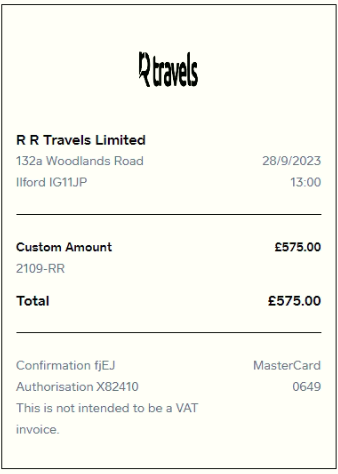 R travels
R R Travels Limited
132a Woodlands Road 28/9/2023
Ilford IG11JP 13:00
Custom Amount £575.00
2109-RR
Total £575.00
Confirmation fjEJ MasterCard
Authorisation X82410 0649
This is not intended to be a VAT
invoice.